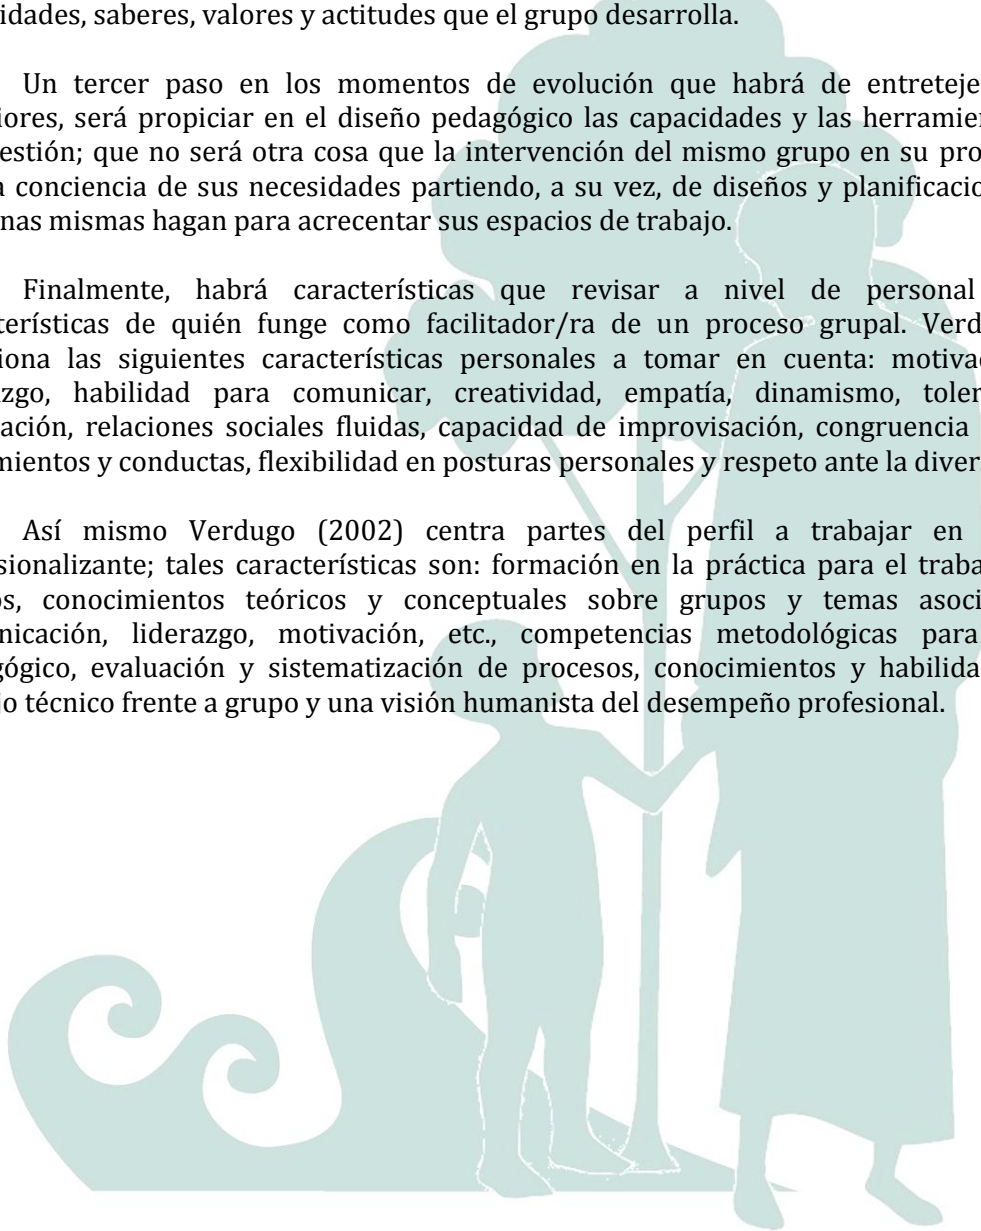 idades, saberes, valores y actitudes que el grupo desarrolla.
Un tercer paso en los momentos de evolución que habrá de entreteje
iores, será propiciar en el diseño pedagógico las capacidades y las herramien
estión; que no será otra cosa que la intervención del mismo grupo en su pro
a conciencia de sus necesidades partiendo, a su vez, de diseños y planificacio
nas mismas hagan para acrecentar sus espacios de trabajo.
Finalmente, habrá características que revisar a nivel de personal
terísticas de quién funge como facilitador/ra de un proceso grupal. Verd
iona las siguientes características personales a tomar en cuenta: motivac
zgo, habilidad para comunicar, creatividad, empatía, dinamismo, toler
ación, relaciones sociales fluidas, capacidad de improvisación, congruencia
mientos y conductas, flexibilidad en posturas personales y respeto ante la diver
Así mismo Verdugo (2002) centra partes del perfil a trabajar en
sionalizante; tales características son: formación en la práctica para el traba
os, conocimientos teóricos y conceptuales sobre grupos y temas asoci
nicación, liderazgo, motivación, etc., competencias metodológicas para
gógico, evaluación y sistematización de procesos, conocimientos y habilida
jo técnico frente a grupo y una visión humanista del desempeño profesional.